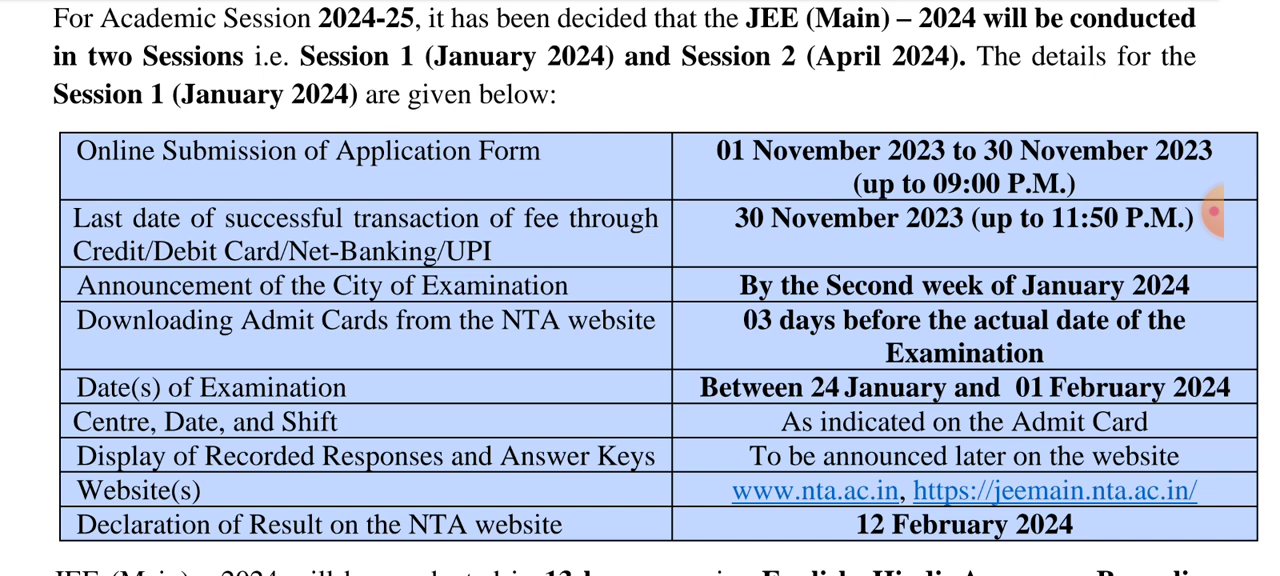 For Academic Session 2024-25, it has been decided that the JEE (Main) – 2024 will be conducted
in two Sessions i.e. Session 1 (January 2024) and Session 2 (April 2024). The details for the
Session 1 (January 2024) are given below:
Online Submission of Application Form
01 November 2023 to 30 November 2023
(up to 09:00 P.M.)
Last date of successful transaction of fee through
Credit/Debit Card/Net-Banking/UPI
30 November 2023 (up to 11:50 P.M.)
Announcement of the City of Examination
By the Second week of January 2024
Downloading Admit Cards from the NTA website
03 days before the actual date of the
Examination
Date(s) of Examination
Between 24 January and 01 February 2024
Centre, Date, and Shift
As indicated on the Admit Card
Display of Recorded Responses and Answer Keys
To be announced later on the website
Website(s)
www.nta.ac.in, https://jeemain.nta.ac.in/
Declaration of Result on the NTA website
12 February 2024